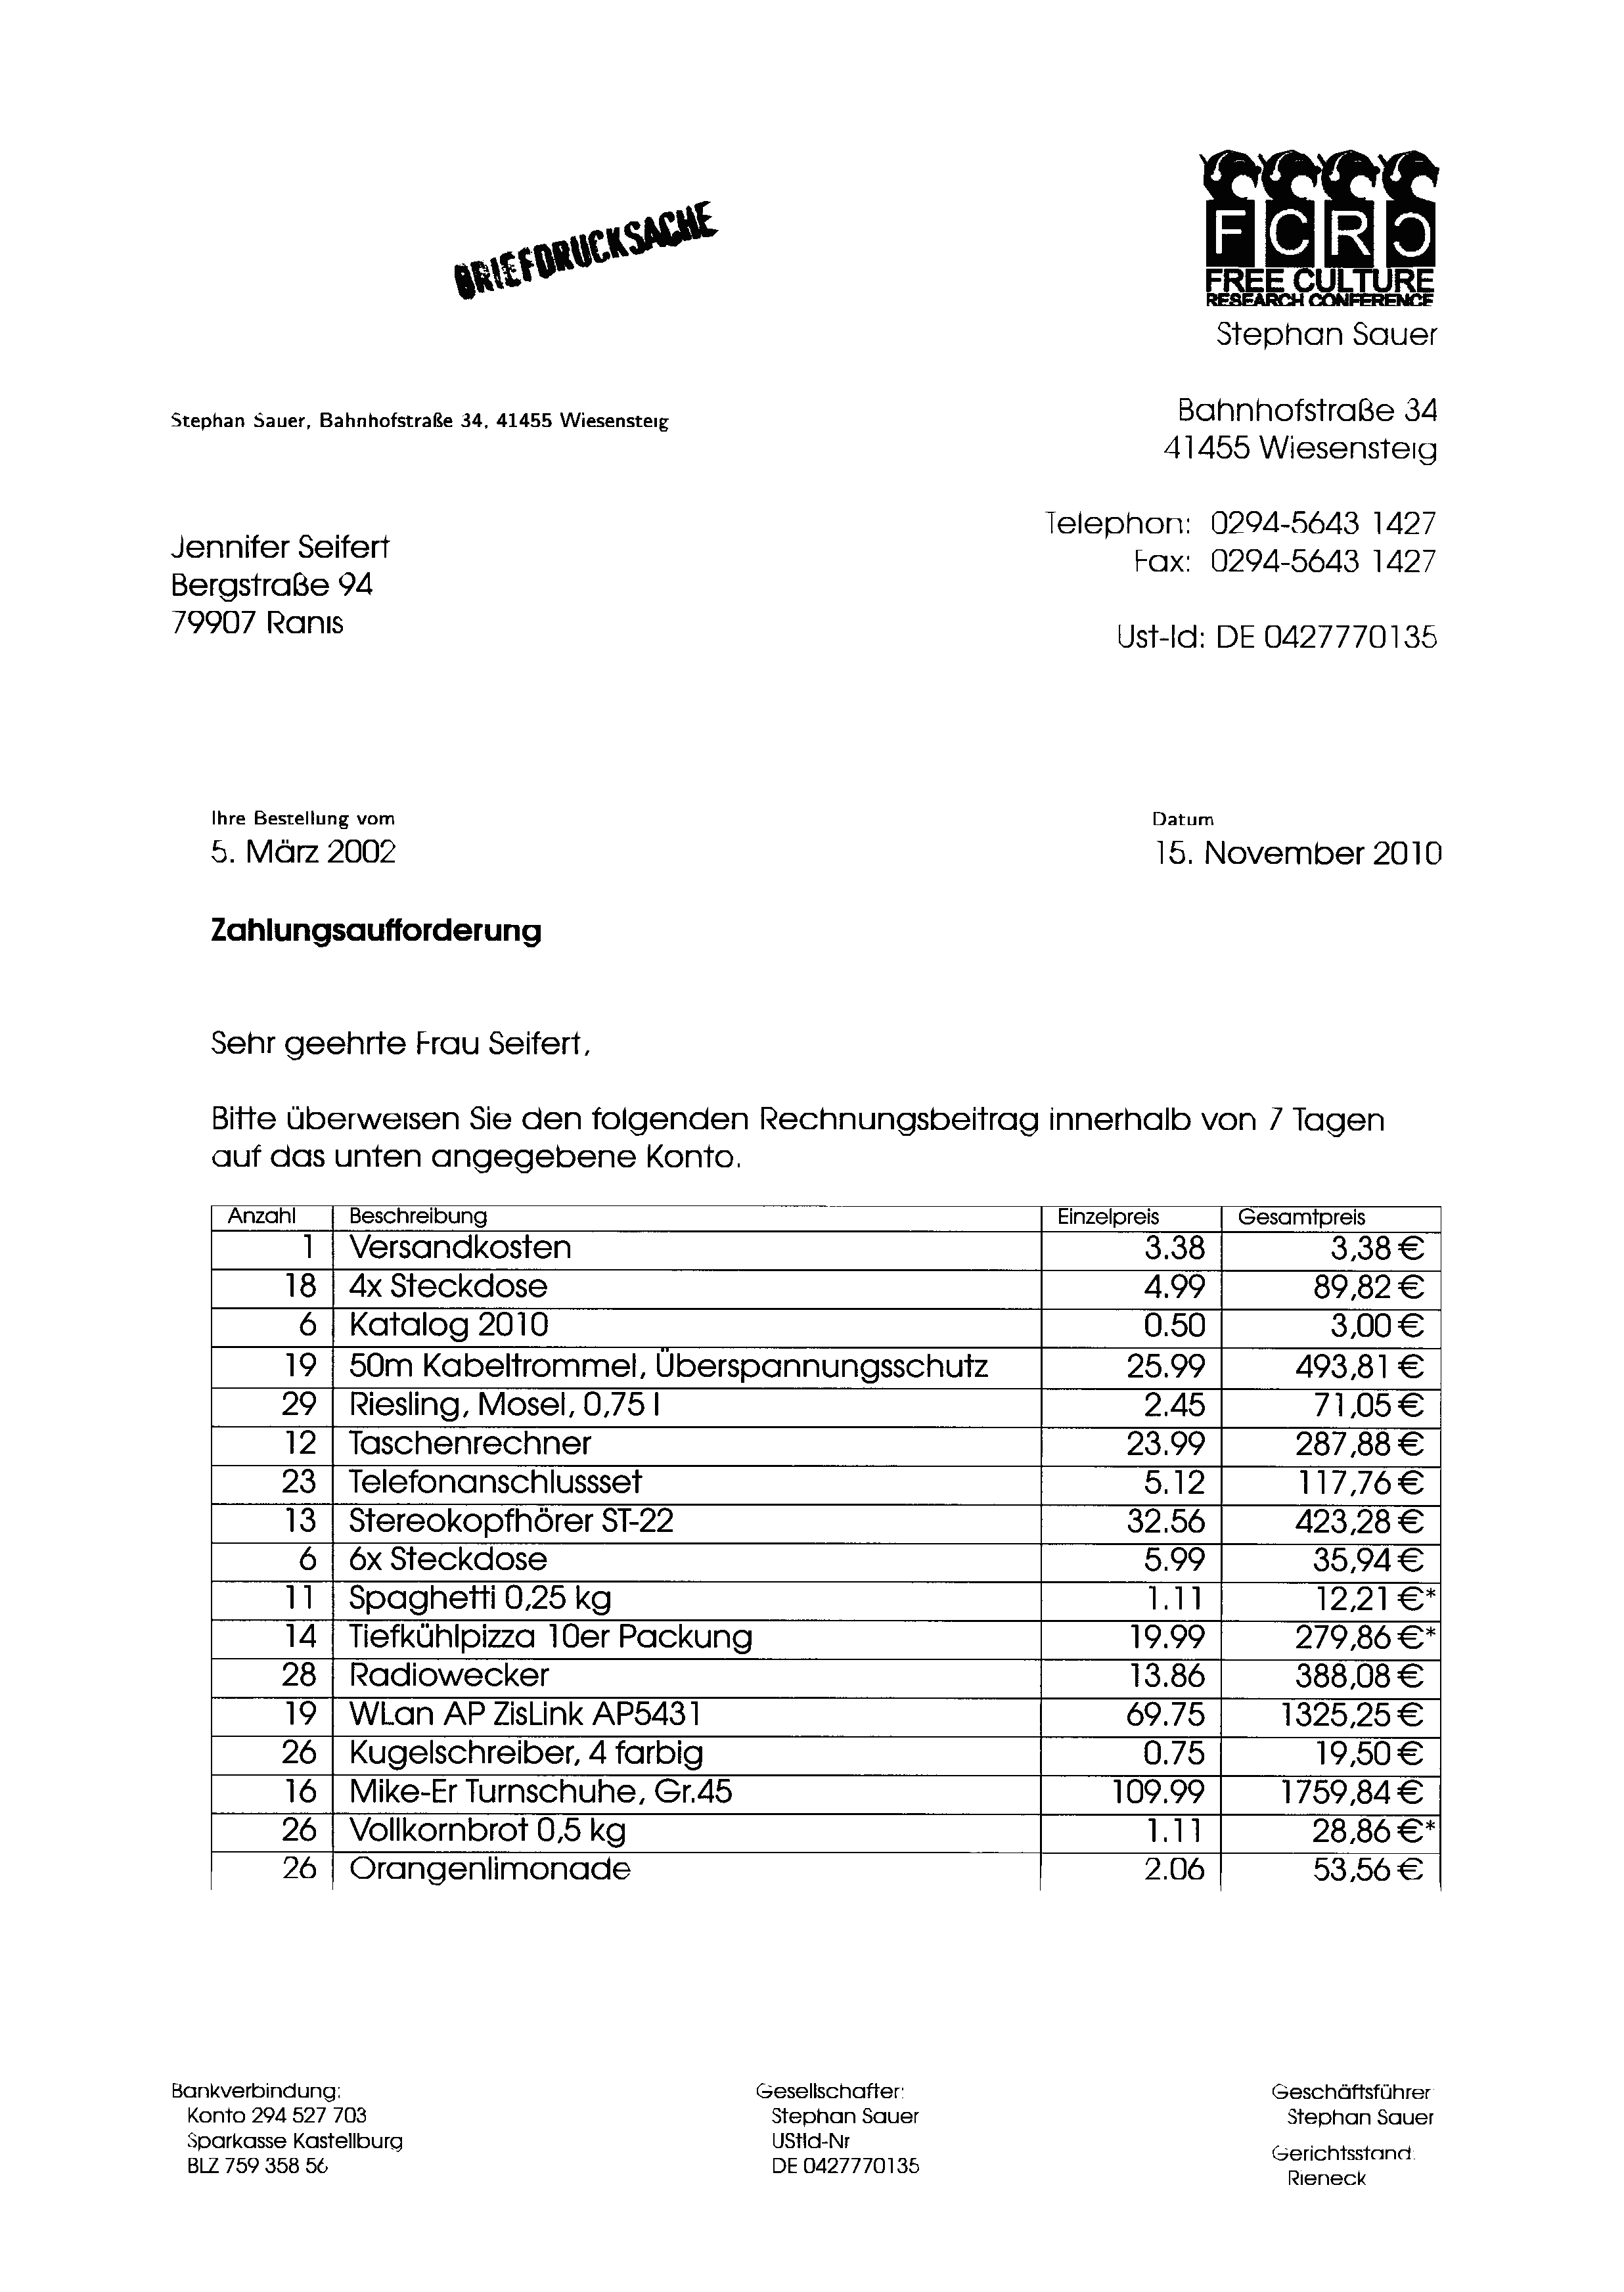 BRIEFDRUCKSACHE
FCRC
FREE CULTURE
RESEARCH CONFERENCE
Stephan Sauer
Stephan Sauer, Bahnhofstraße 34, 41455 Wiesensteig
Bahnhofstraße 34
41455 Wiesensteig
Telephon: 0294-5643 1427
Fax: 0294-5643 1427
Ust-Id: DE 0427770135
Jennifer Seifert
Bergstraße 94
79907 Ranis
Ihre Bestellung vom
5. März 2002
Datum
15. November 2010
Zahlungsaufforderung
Sehr geehrte Frau Seifert,
Bitte überweisen Sie den folgenden Rechnungsbeitrag innerhalb von 7 Tagen
auf das unten angegebene Konto.
Anzahl Beschreibung Einzelpreis Gesamtpreis
1 Versandkosten 3.38 3,38 €
18 4x Steckdose 4.99 89,82 €
6 Katalog 2010 0.50 3,00 €
19 50m Kabeltrommel, Überspannungsschutz 25.99 493,81 €
29 Riesling, Mosel, 0,75 l 2.45 71,05 €
12 Taschenrechner 23.99 287,88 €
23 Telefonanschlussset 5.12 117,76 €
13 Stereokopfhörer ST-22 32.56 423,28 €
6 6x Steckdose 5.99 35,94 €
11 Spaghetti 0,25 kg 1.11 12,21 €*
14 Tiefkühlpizza 10er Packung 19.99 279,86 €*
28 Radiowecker 13.86 388,08 €
19 WLan AP ZisLink AP5431 69.75 1325,25 €
26 Kugelschreiber, 4 farbig 0.75 19,50 €
16 Mike-Er Turnschuhe, Gr.45 109.99 1759,84 €
26 Vollkornbrot 0,5 kg 1.11 28,86 €*
26 Orangenlimonade 2.06 53,56 €
Bankverbindung:
Konto 294 527 703
Sparkasse Kastellburg
BLZ 759 358 56
Gesellschafter:
Stephan Sauer
UStId-Nr
DE 0427770135
Geschäftsführer
Stephan Sauer
Gerichtsstand:
Rieneck